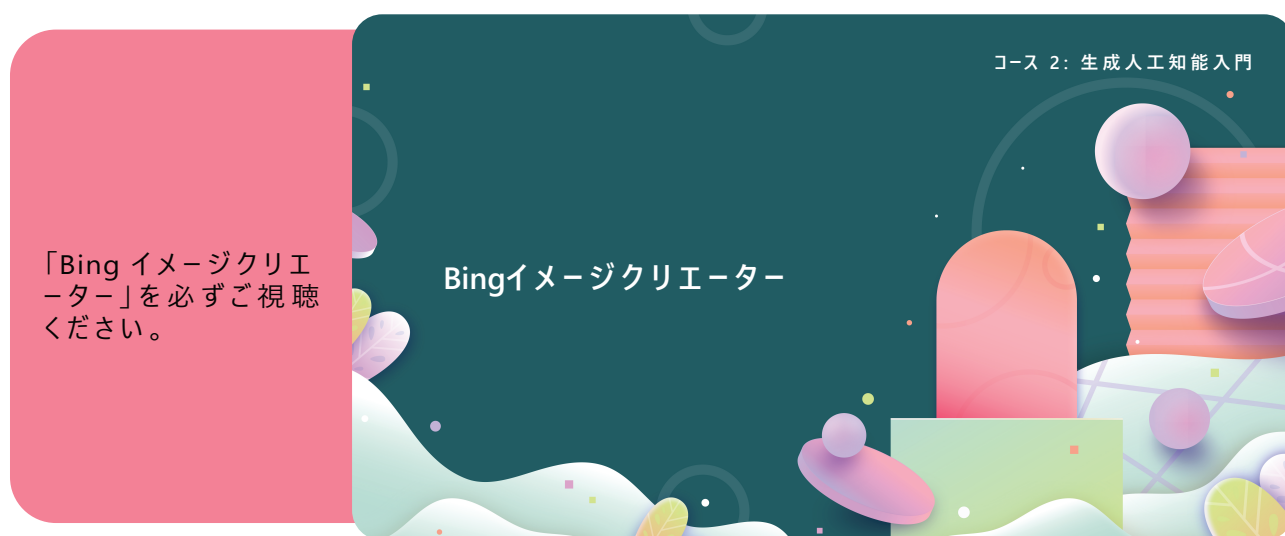 コース 2: 生成人工知能入門
「Bing イメージクリエ
ーター」を必ずご視聴
ください。
Bingイメージクリエーター